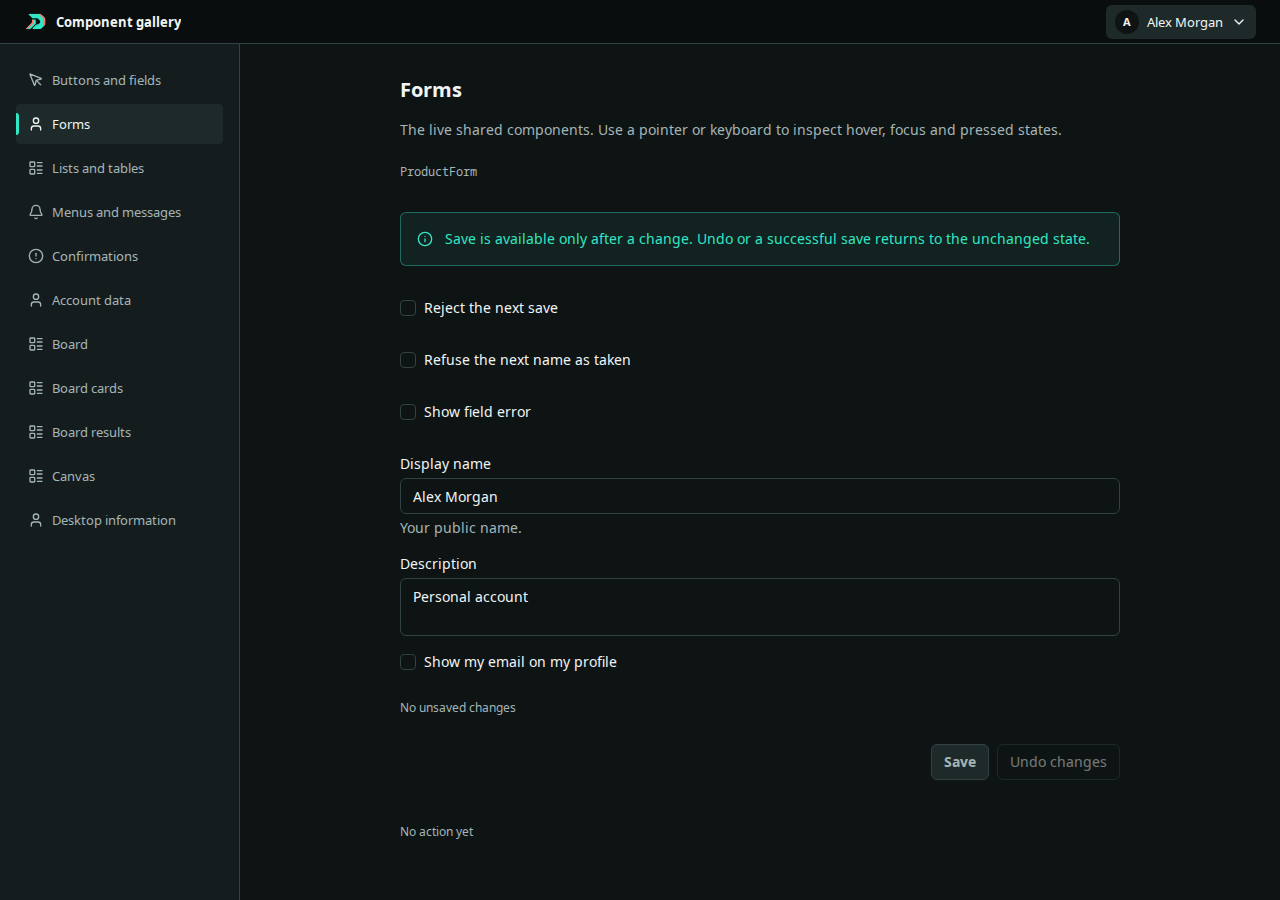 Component gallery
A
Alex Morgan
Buttons and fields
Forms
Lists and tables
Menus and messages
Confirmations
Account data
Board
Board cards
Board results
Canvas
Desktop information
Forms
The live shared components. Use a pointer or keyboard to inspect hover, focus and pressed states.
ProductForm
Save is available only after a change. Undo or a successful save returns to the unchanged state.
Reject the next save
Refuse the next name as taken
Show field error
Display name
Alex Morgan
Your public name.
Description
Personal account
Show my email on my profile
No unsaved changes
Save
Undo changes
No action yet